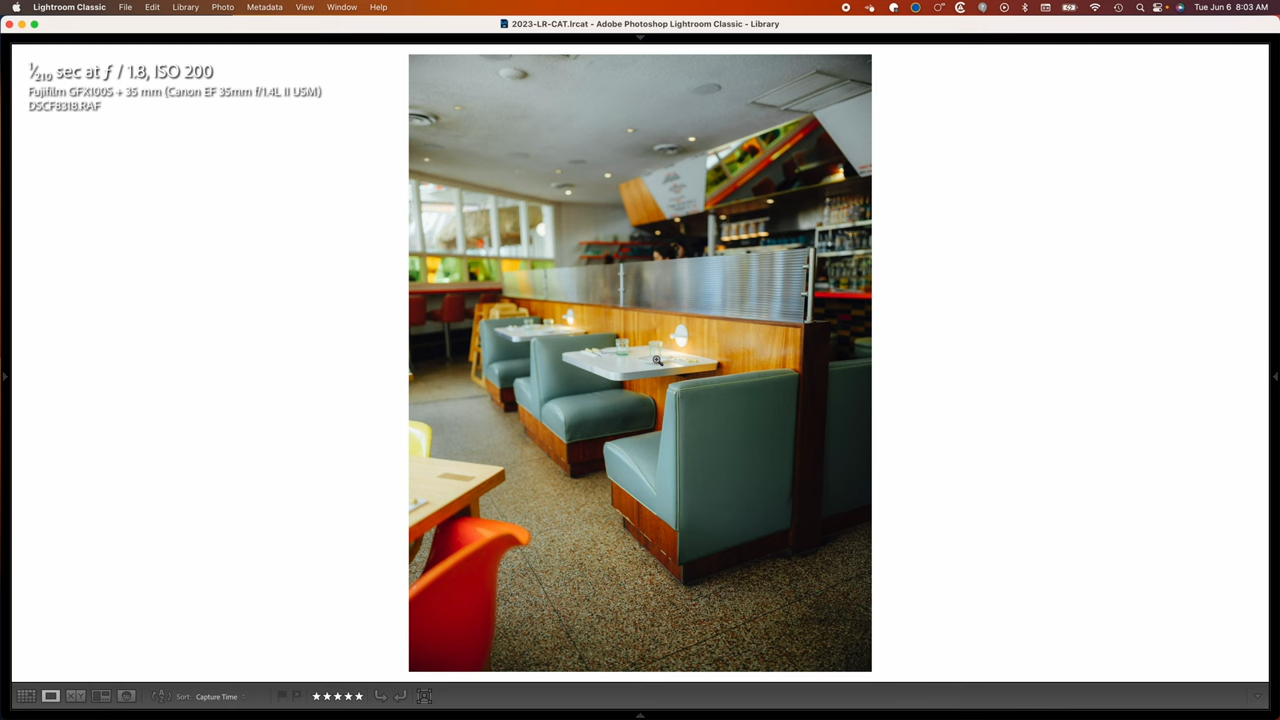 Lightroom Classic File Edit Library Photo Metadata View Window Help Tue Jun 6 8:03 AM
2023-LR-CAT.lrcat - Adobe Photoshop Lightroom Classic - Library
1/210 sec at ƒ / 1.8, ISO 200
Fujifilm GFX100S + 35 mm (Canon EF 35mm f/1.4L II USM)
DSCF8318.RAF
Sort: Capture Time